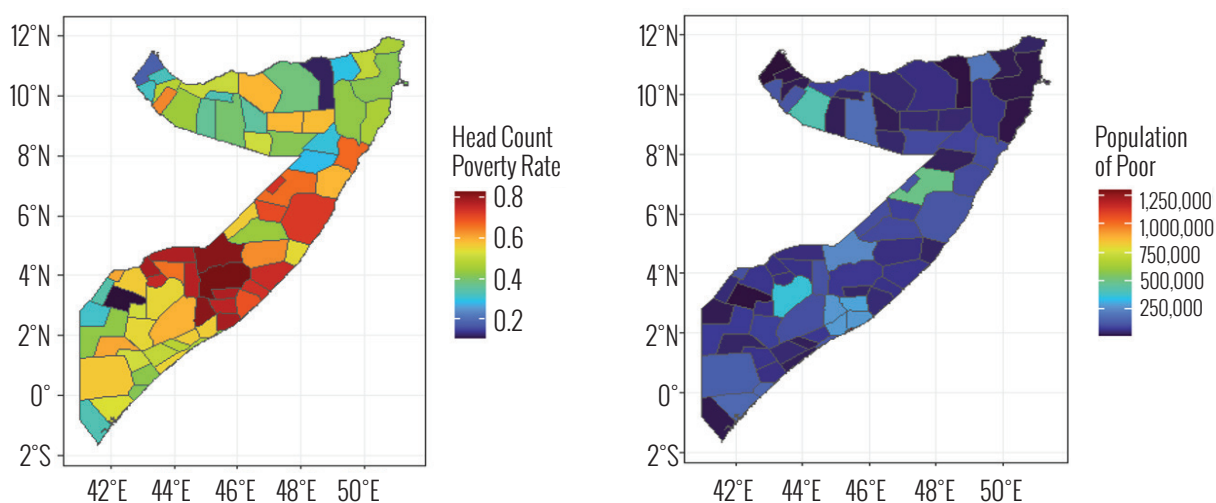 12°N
10°N
8°N
6°N
4°N
2°N
0°
2°S
42°E 44°E 46°E 48°E 50°E
Head Count
Poverty Rate
0.8
0.6
0.4
0.2
12°N
10°N
8°N
6°N
4°N
2°N
0°
2°S
42°E 44°E 46°E 48°E 50°E
Population
of Poor
1,250,000
1,000,000
750,000
500,000
250,000